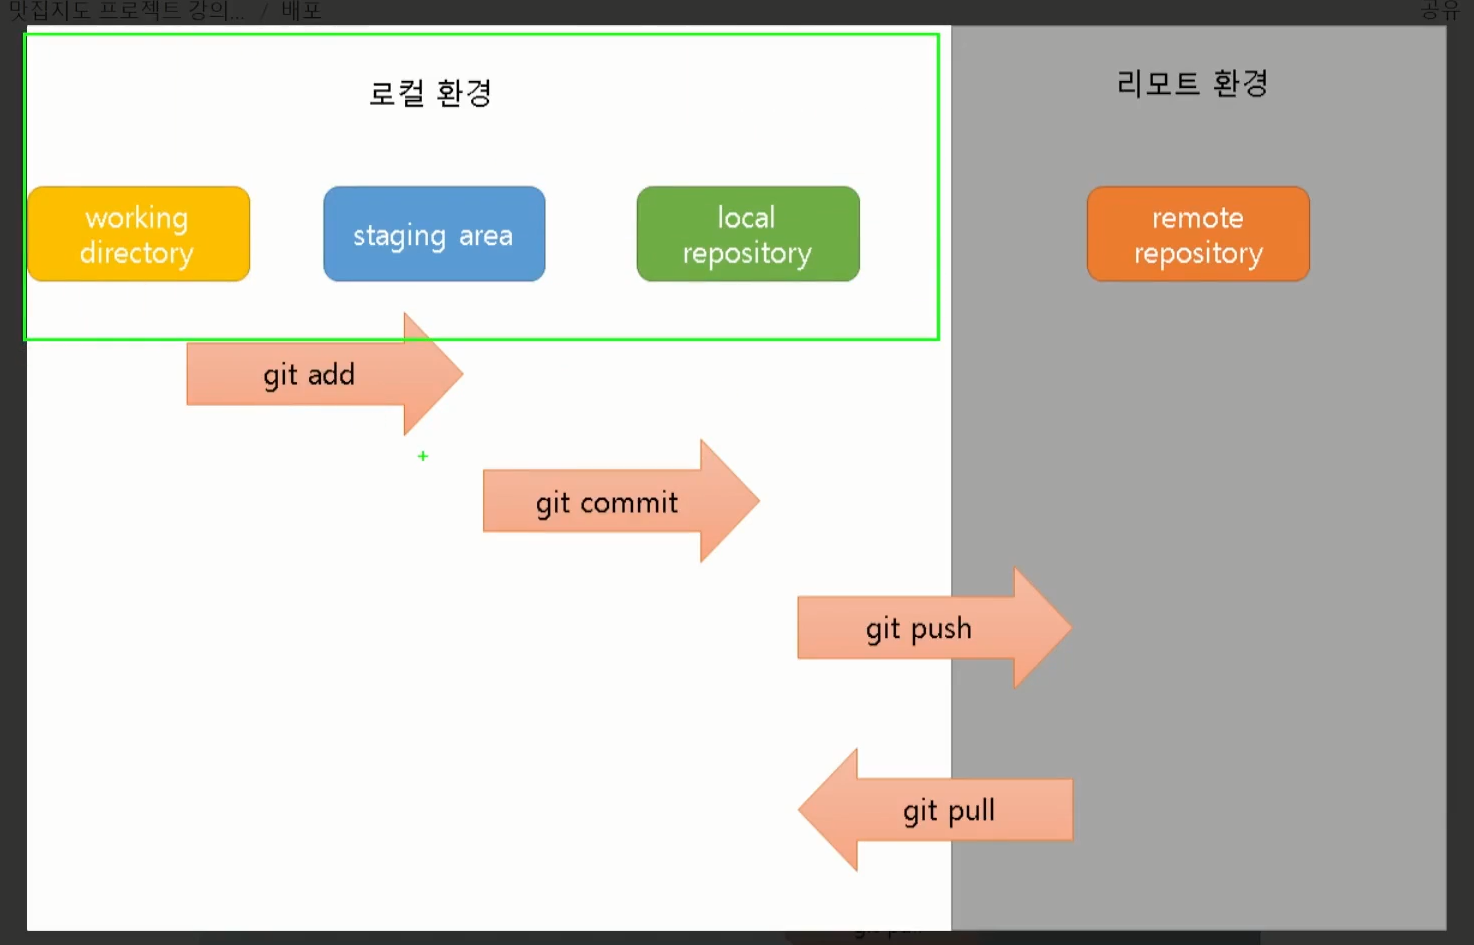 맛집지도 프로젝트 강의... / 배포
공유
로컬 환경
리모트 환경
working
directory
staging area
local
repository
remote
repository
git add
git commit
git push
git pull